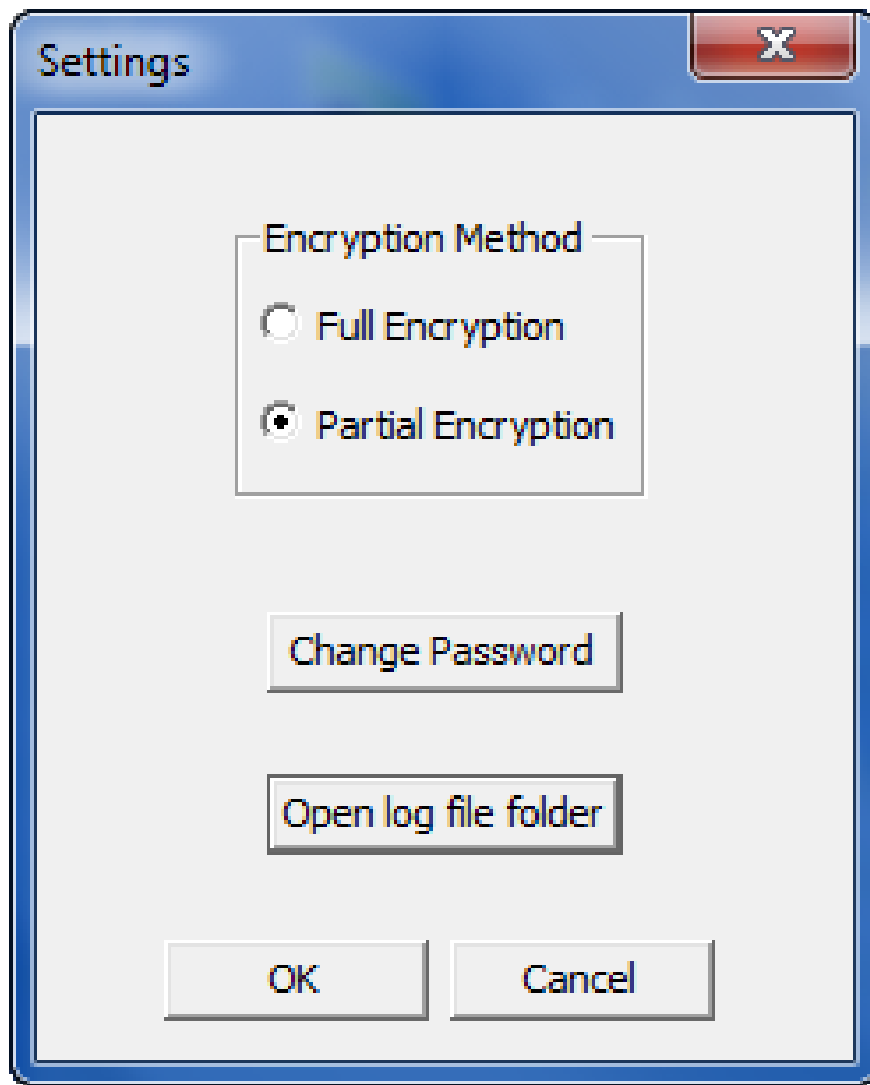 Settings
Encryption Method
Full Encryption
Partial Encryption
Change Password
Open log file folder
OK
Cancel